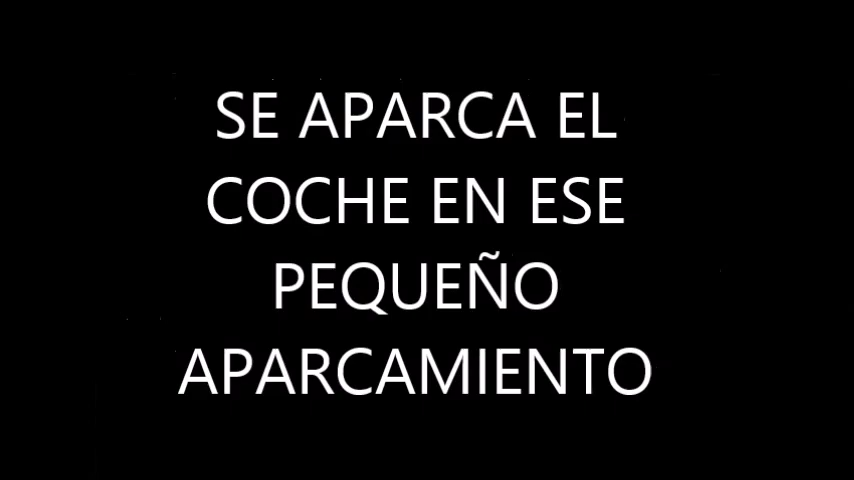 SE APARCA EL
COCHE EN ESE
PEQUEÑO
APARCAMIENTO